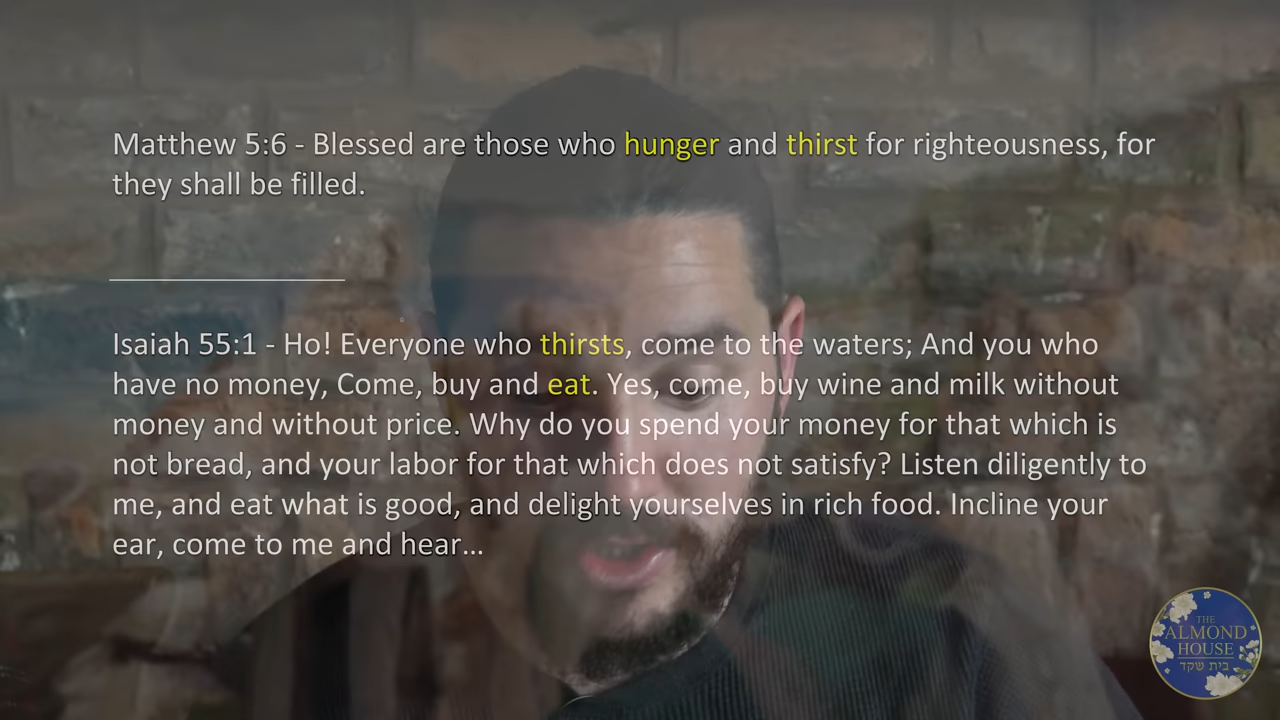 Matthew 5:6 - Blessed are those who hunger and thirst for righteousness, for
they shall be filled.
Isaiah 55:1 - Ho! Everyone who thirsts, come to the waters; And you who
have no money, Come, buy and eat. Yes, come, buy wine and milk without
money and without price. Why do you spend your money for that which is
not bread, and your labor for that which does not satisfy? Listen diligently to
me, and eat what is good, and delight yourselves in rich food. Incline your
ear, come to me and hear…
THE
ALMOND
HOUSE
בית שקד